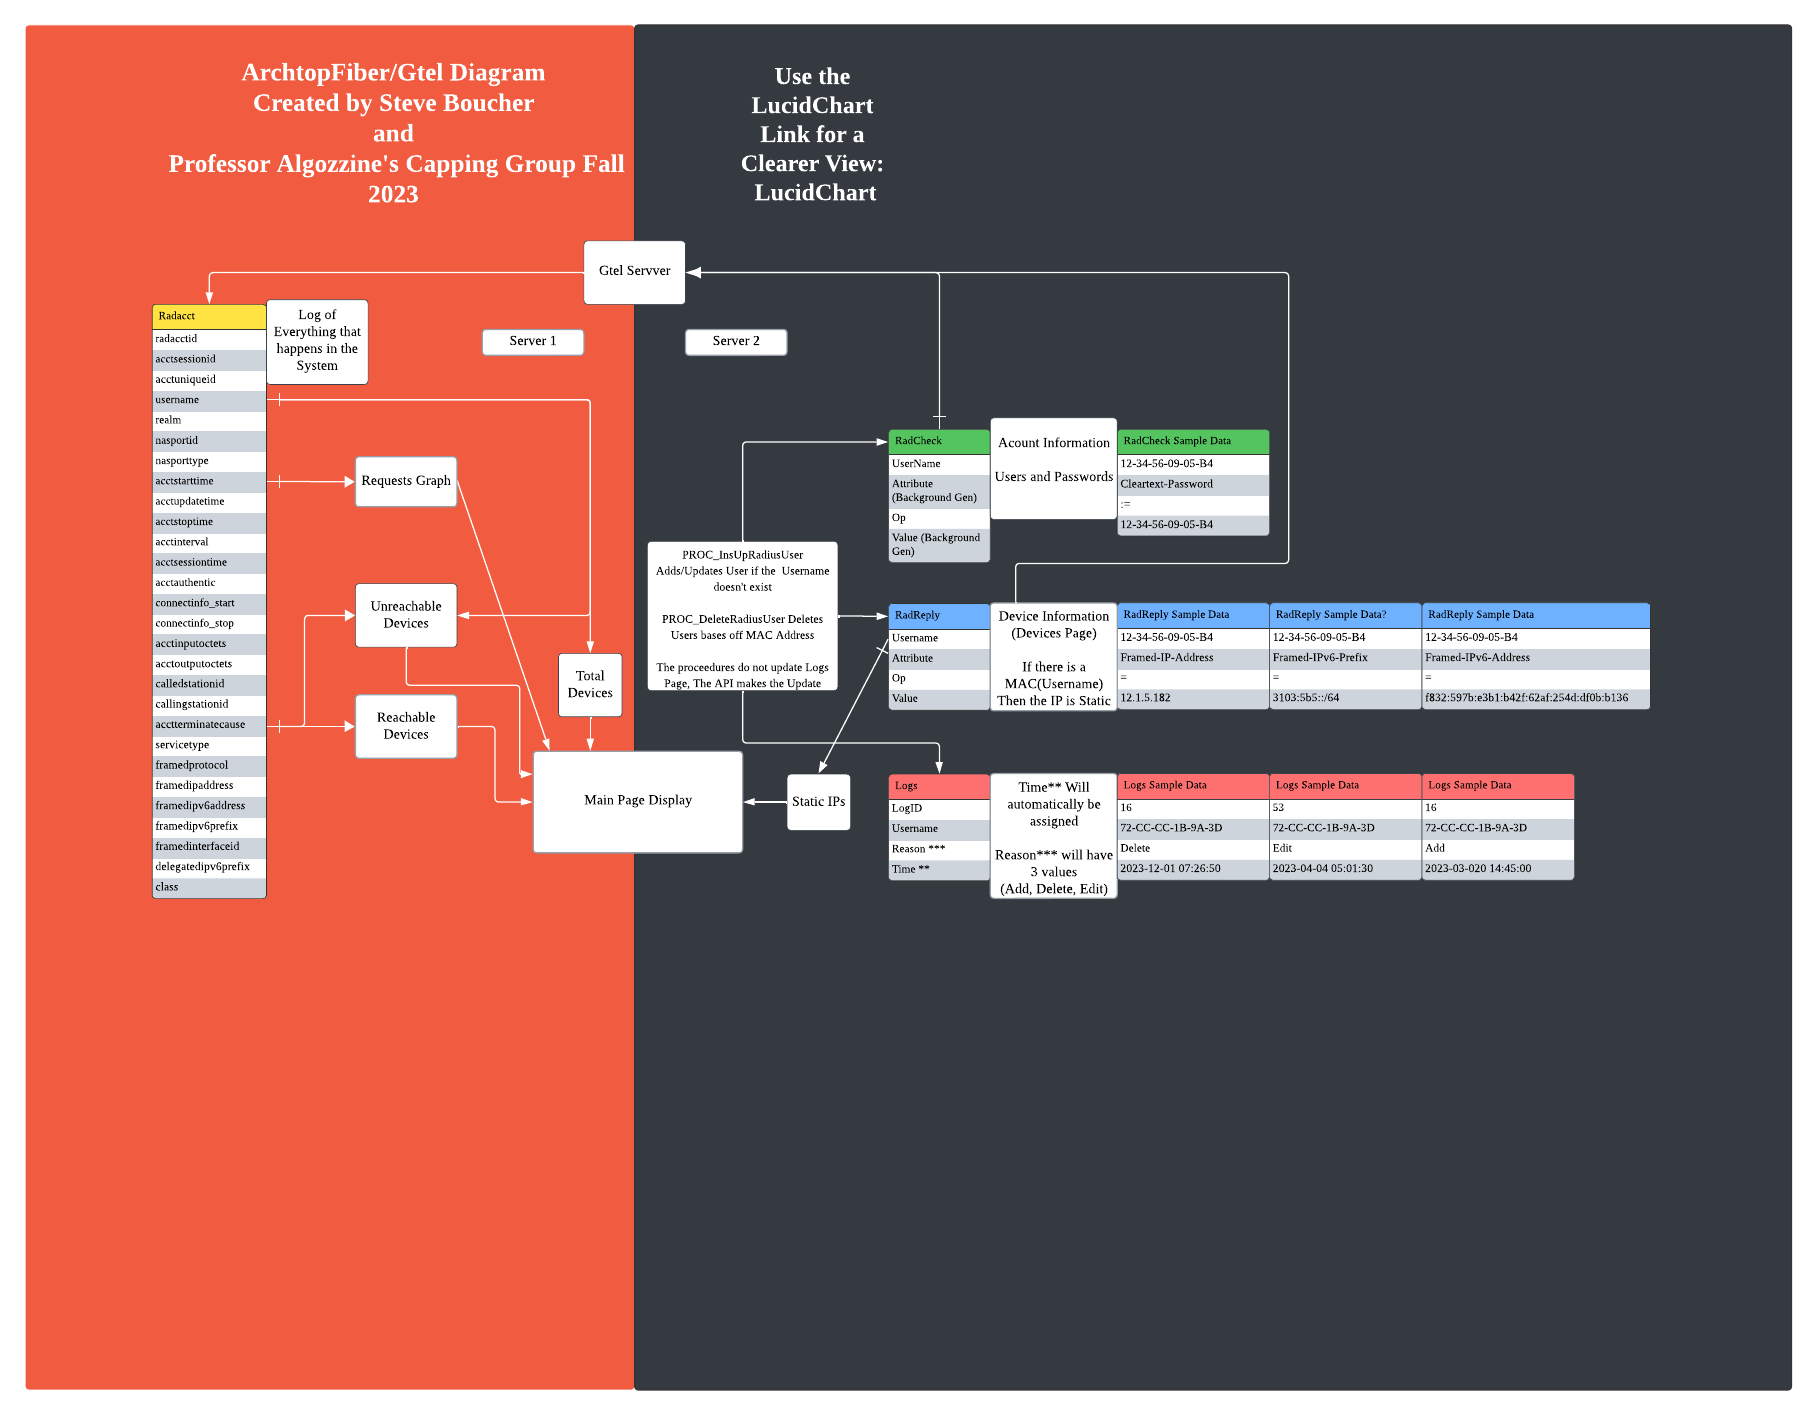 ArchtopFiber/Gtel Diagram
Created by Steve Boucher
and
Professor Algozzine's Capping Group Fall
2023
Use the
LucidChart
Link for a
Clearer View:
LucidChart
Gtel Servver
Server 1
Server 2
Radacct
radacctid
acctsessionid
acctuniqueid
username
realm
nasportid
nasporttype
acctstarttime
acctupdatetime
acctstoptime
acctinterval
acctsessiontime
acctauthentic
connectinfo_start
connectinfo_stop
acctinputoctets
acctoutputoctets
calledstationid
callingstationid
acctterminatecause
servicetype
framedprotocol
framedipaddress
framedipv6address
framedipv6prefix
framedinterfaceid
delegatedipv6prefix
class
Log of
Everything that
happens in the
System
Requests Graph
Unreachable
Devices
Reachable
Devices
Total
Devices
Main Page Display
Static IPs
PROC_InsUpRadiusUser
Adds/Updates User if the  Username
doesn't exist
PROC_DeleteRadiusUser Deletes
Users bases off MAC Address
The proceedures do not update Logs
Page, The API makes the Update
RadCheck
UserName
Attribute
(Background Gen)
Op
Value (Background
Gen)
Acount Information
Users and Passwords
RadCheck Sample Data
12-34-56-09-05-B4
Cleartext-Password
:=
12-34-56-09-05-B4
RadReply
Username
Attribute
Op
Value
Device Information
(Devices Page)
If there is a
MAC(Username)
Then the IP is Static
RadReply Sample Data
12-34-56-09-05-B4
Framed-IP-Address
=
12.1.5.182
RadReply Sample Data?
12-34-56-09-05-B4
Framed-IPv6-Prefix
=
3103:5b5::/64
RadReply Sample Data
12-34-56-09-05-B4
Framed-IPv6-Address
=
f832:597b:e3b1:b42f:62af:254d:df0b:b136
Logs
LogID
Username
Reason ***
Time **
Time** Will
automatically be
assigned
Reason*** will have
3 values
(Add, Delete, Edit)
Logs Sample Data
16
72-CC-CC-1B-9A-3D
Delete
2023-12-01 07:26:50
Logs Sample Data
53
72-CC-CC-1B-9A-3D
Edit
2023-04-04 05:01:30
Logs Sample Data
16
72-CC-CC-1B-9A-3D
Add
2023-03-020 14:45:00